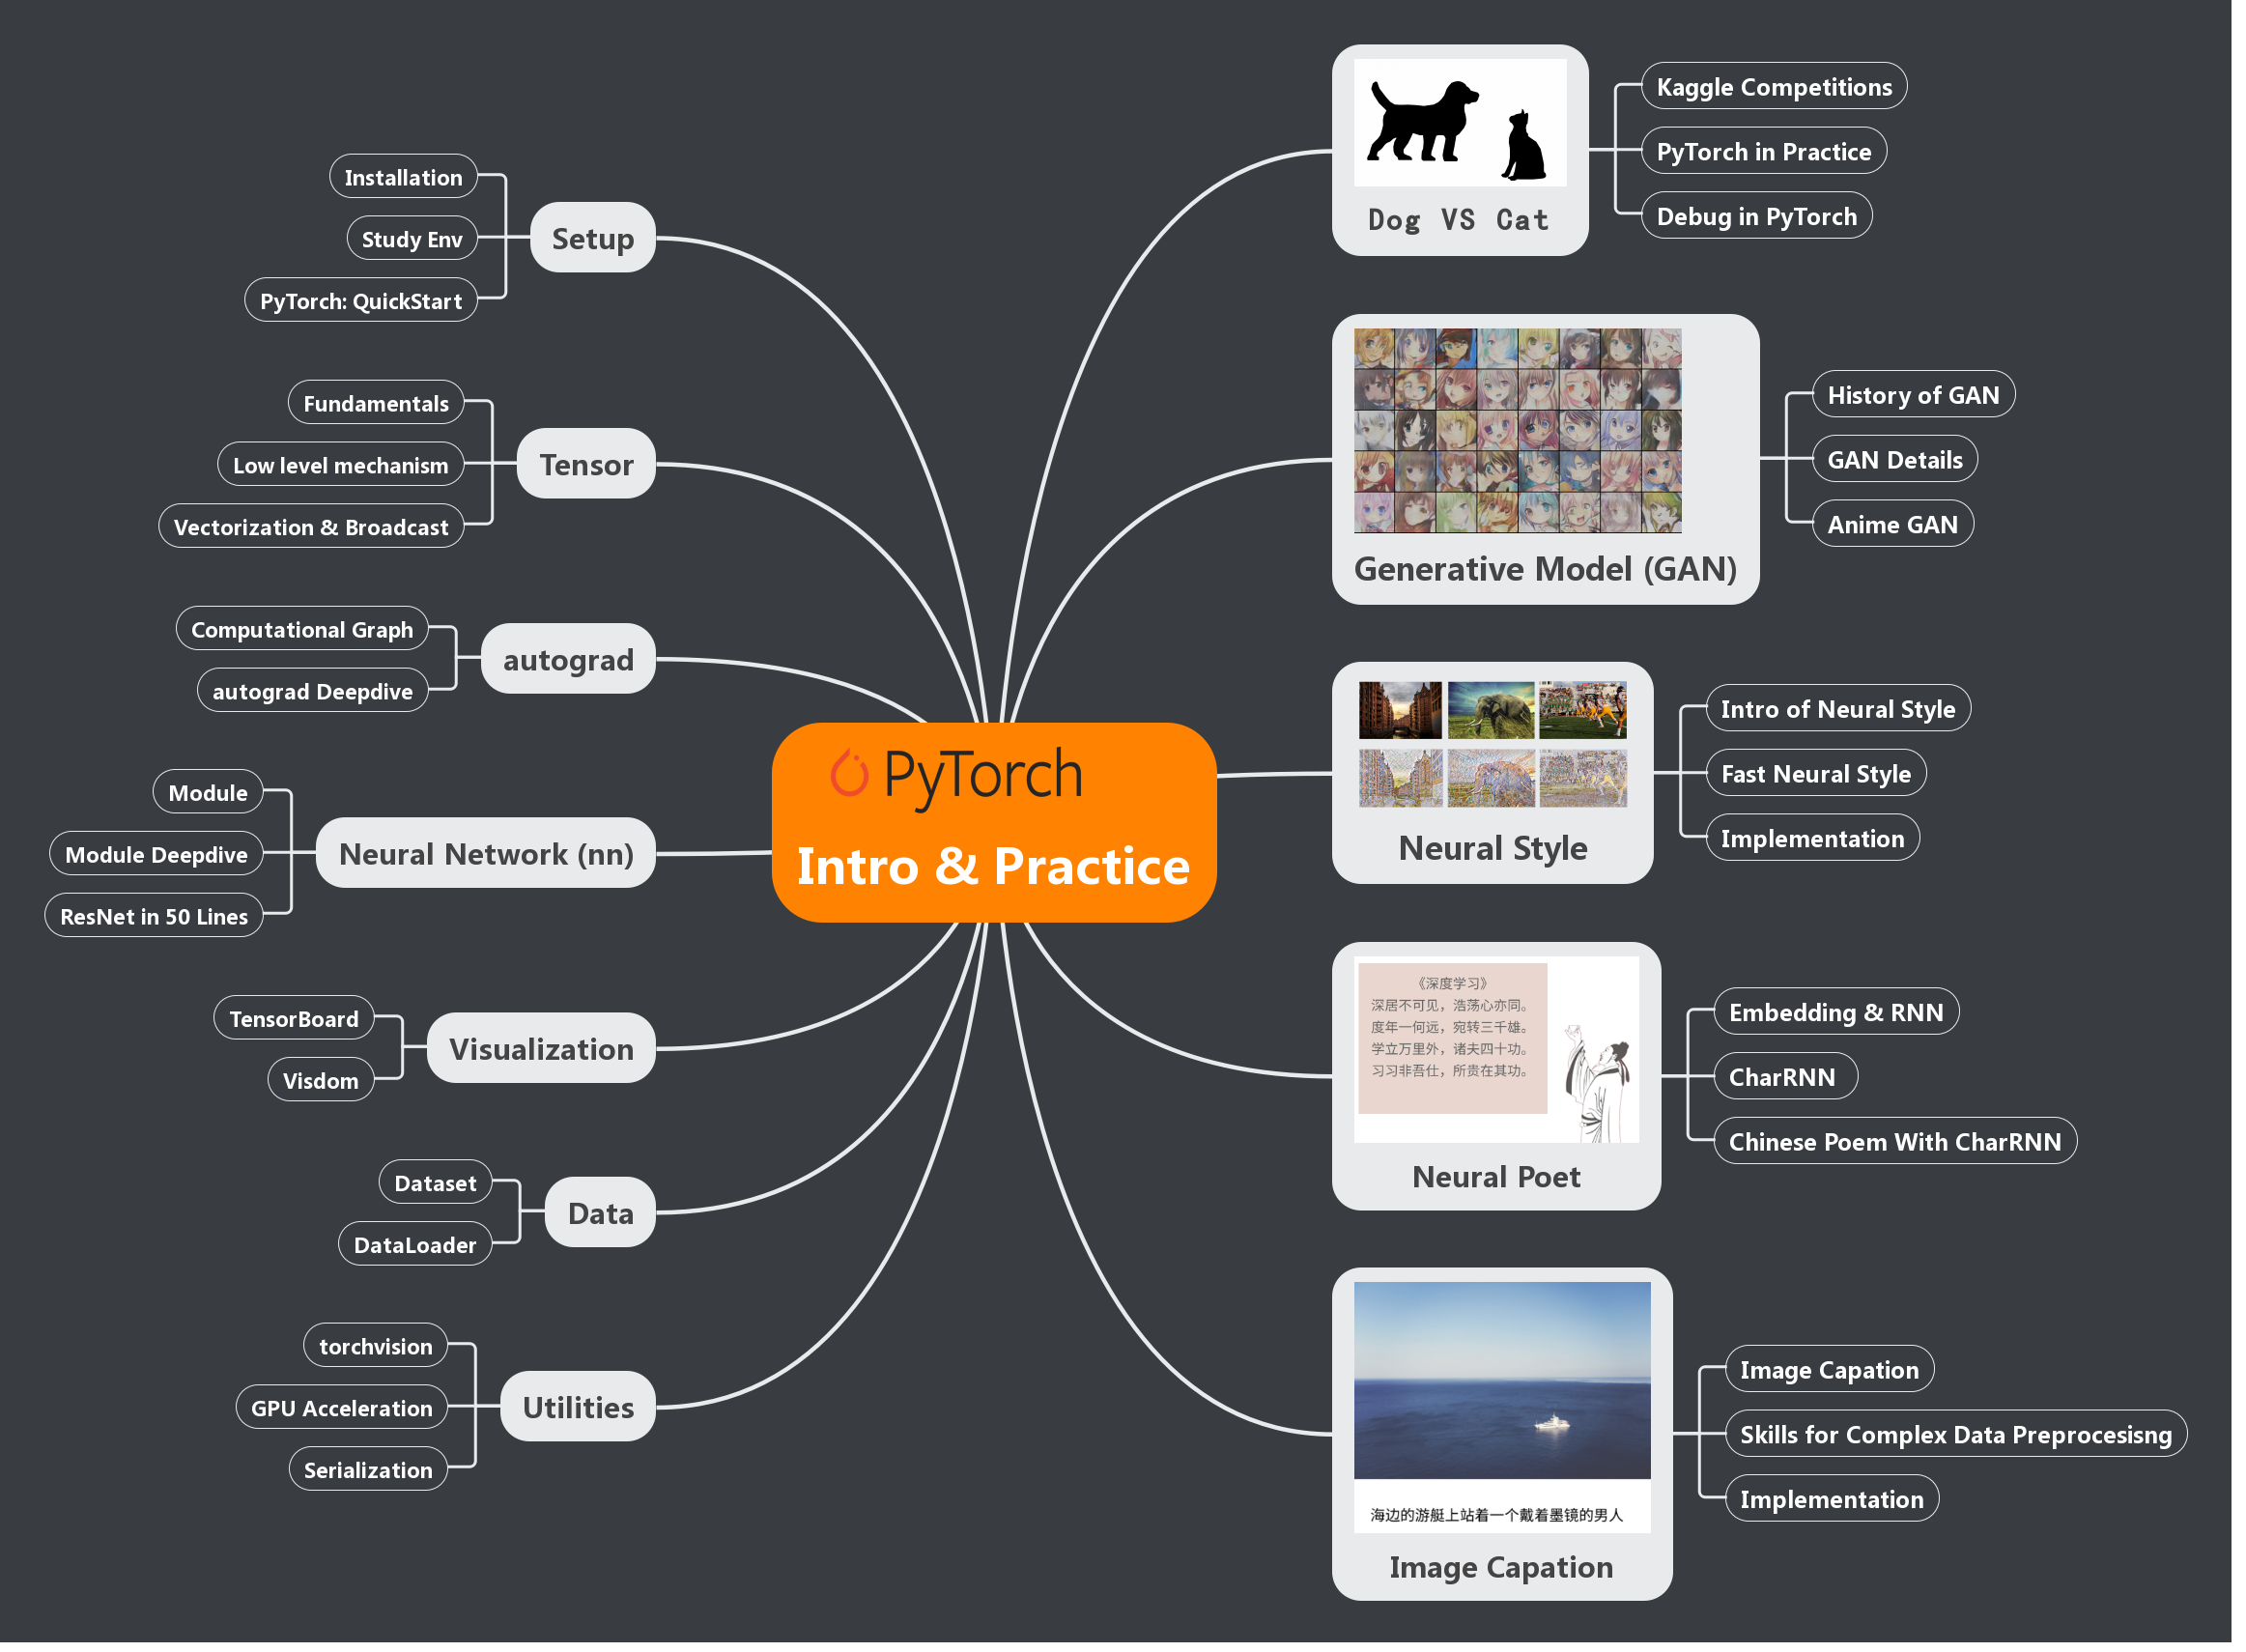 PyTorch
Intro & Practice
Setup
Installation
Study Env
PyTorch: QuickStart
Tensor
Fundamentals
Low level mechanism
Vectorization & Broadcast
autograd
Computational Graph
autograd Deepdive
Neural Network (nn)
Module
Module Deepdive
ResNet in 50 Lines
Visualization
TensorBoard
Visdom
Data
Dataset
DataLoader
Utilities
torchvision
GPU Acceleration
Serialization
Dog VS Cat
Kaggle Competitions
PyTorch in Practice
Debug in PyTorch
Generative Model (GAN)
History of GAN
GAN Details
Anime GAN
Neural Style
Intro of Neural Style
Fast Neural Style
Implementation
《深度学习》
深居不可见，浩荡心亦同。
度年一何远，宛转三千雄。
学立万里外，诸夫四十功。
习习非吾仕，所贵在其功。
Neural Poet
Embedding & RNN
CharRNN
Chinese Poem With CharRNN
海边的游艇上站着一个戴着墨镜的男人
Image Capation
Image Capation
Skills for Complex Data Preprocesisng
Implementation